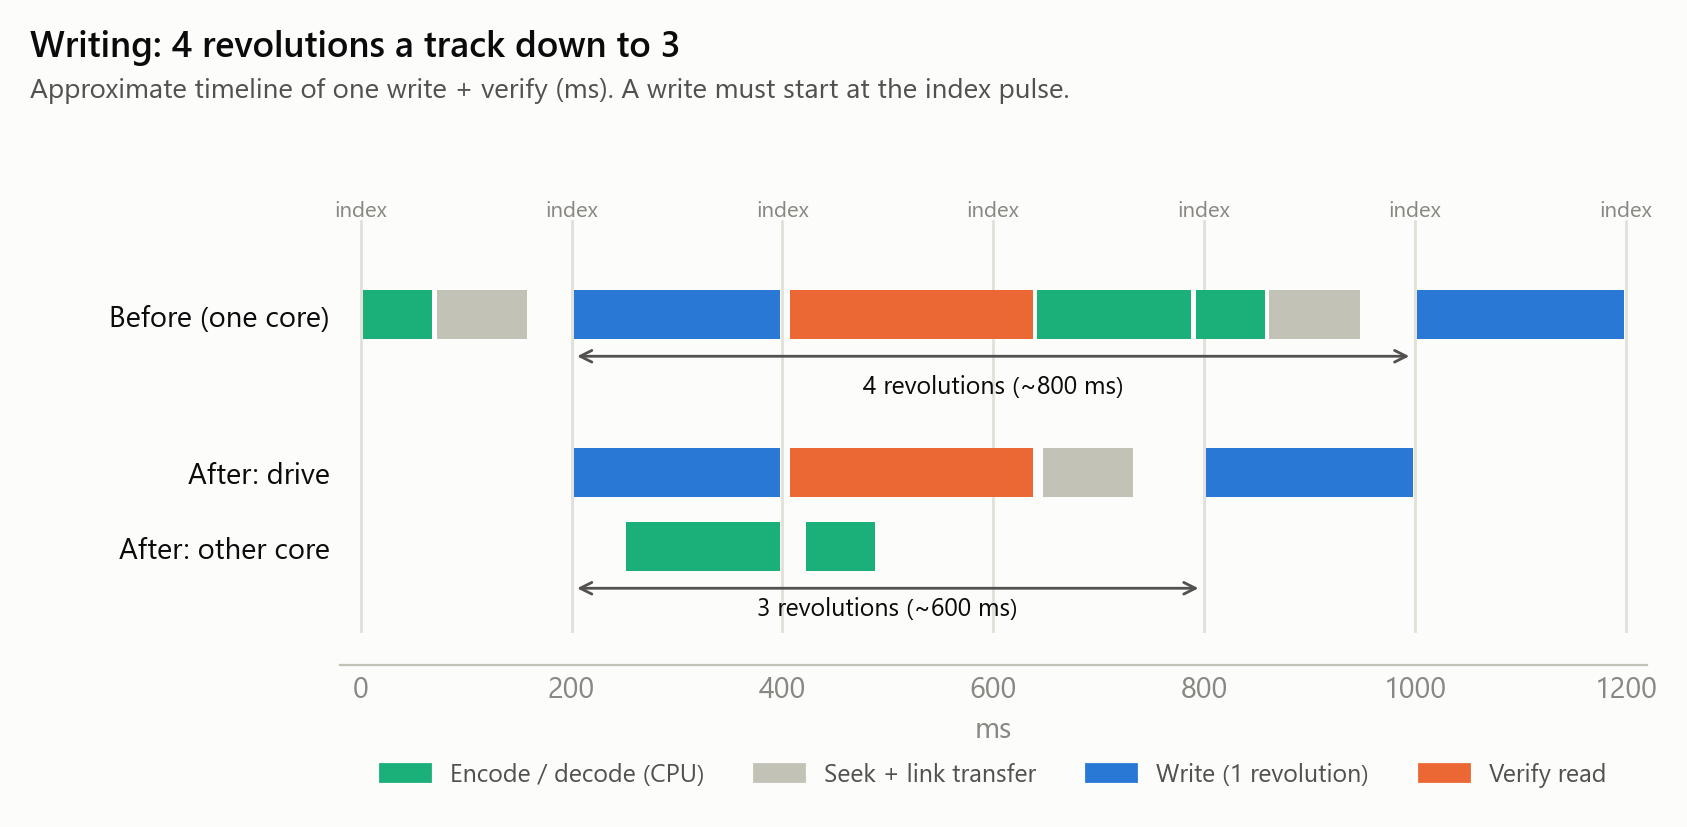 Writing: 4 revolutions a track down to 3
Approximate timeline of one write + verify (ms). A write must start at the index pulse.
index index index index index index index
Before (one core)
4 revolutions (~800 ms)
After: drive
After: other core
3 revolutions (~600 ms)
0 200 400 600 800 1000 1200
ms
Encode / decode (CPU) Seek + link transfer Write (1 revolution) Verify read